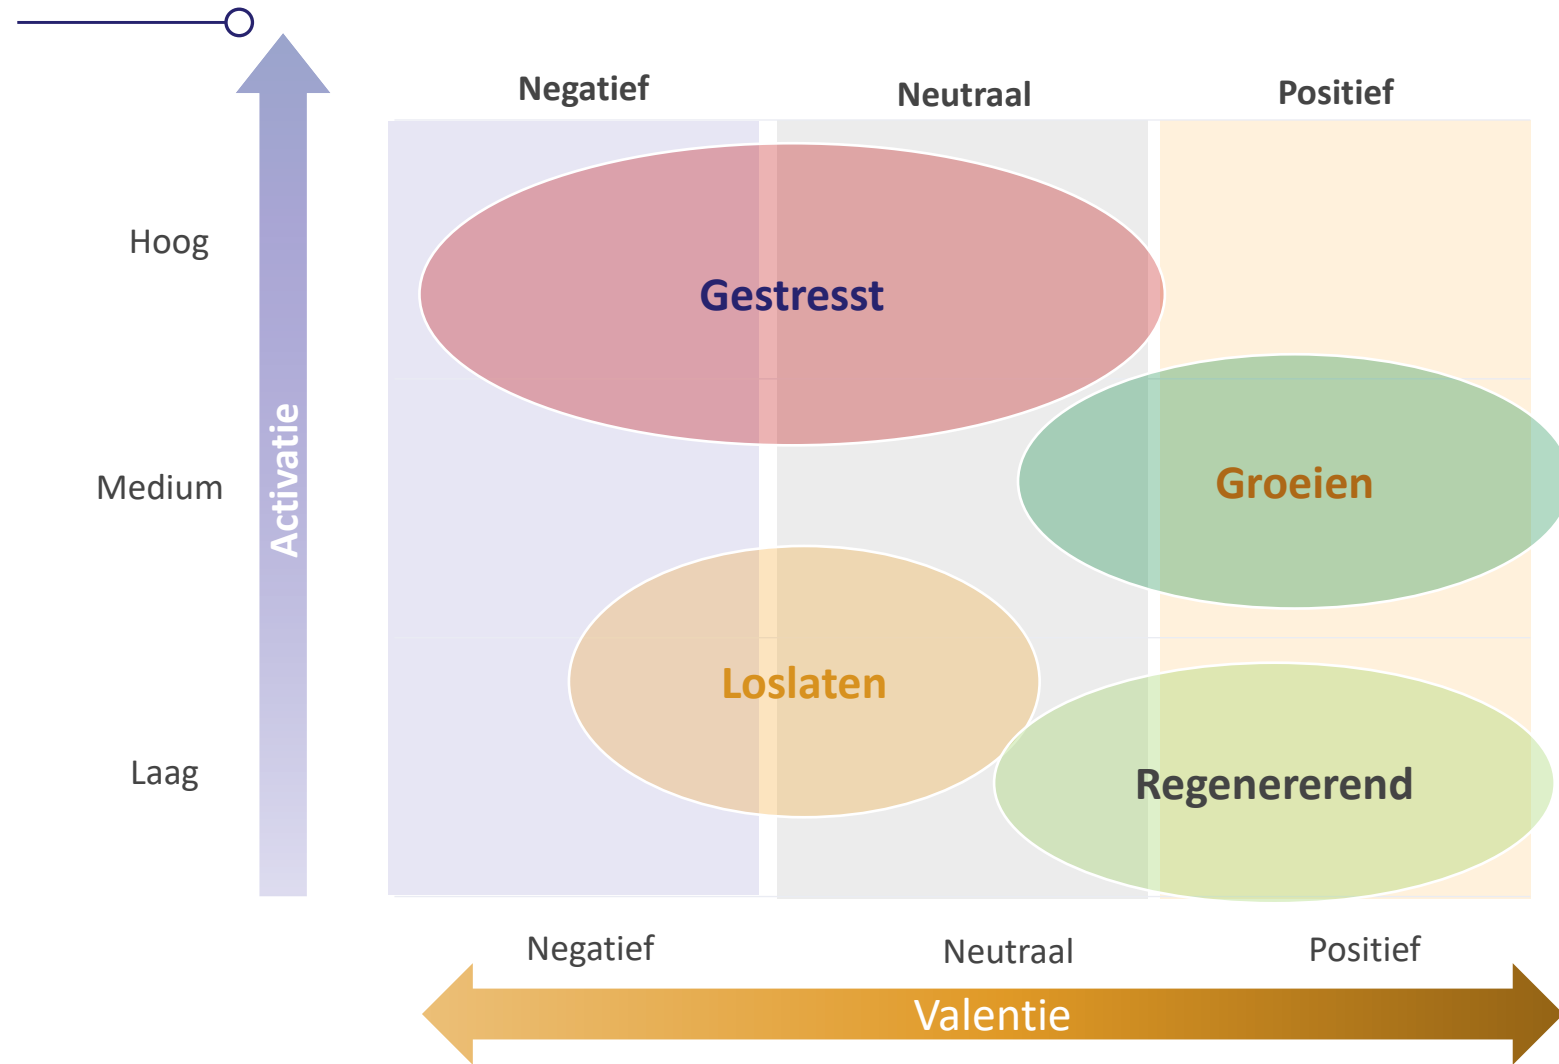 Negatief
Neutraal
Positief
Hoog
Gestresst
Activatie
Medium
Groeien
Loslaten
Laag
Regenererend
Negatief
Neutraal
Positief
Valentie